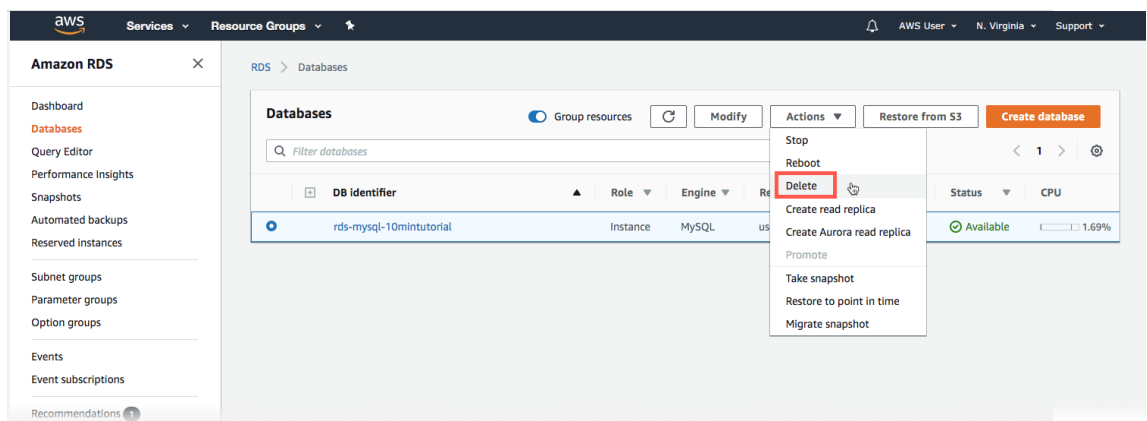 aws Services Resource Groups AWS User N. Virginia Support
Amazon RDS
Dashboard
Databases
Query Editor
Performance Insights
Snapshots
Automated backups
Reserved instances
Subnet groups
Parameter groups
Option groups
Events
Event subscriptions
Recommendations 1
RDS > Databases
Databases Group resources Modify Actions Restore from S3 Create database
Filter databases
1
DB identifier Role Engine Re Status CPU
rds-mysql-10mintutorial Instance MySQL us Available 1.69%
Stop
Reboot
Delete
Create read replica
Create Aurora read replica
Promote
Take snapshot
Restore to point in time
Migrate snapshot